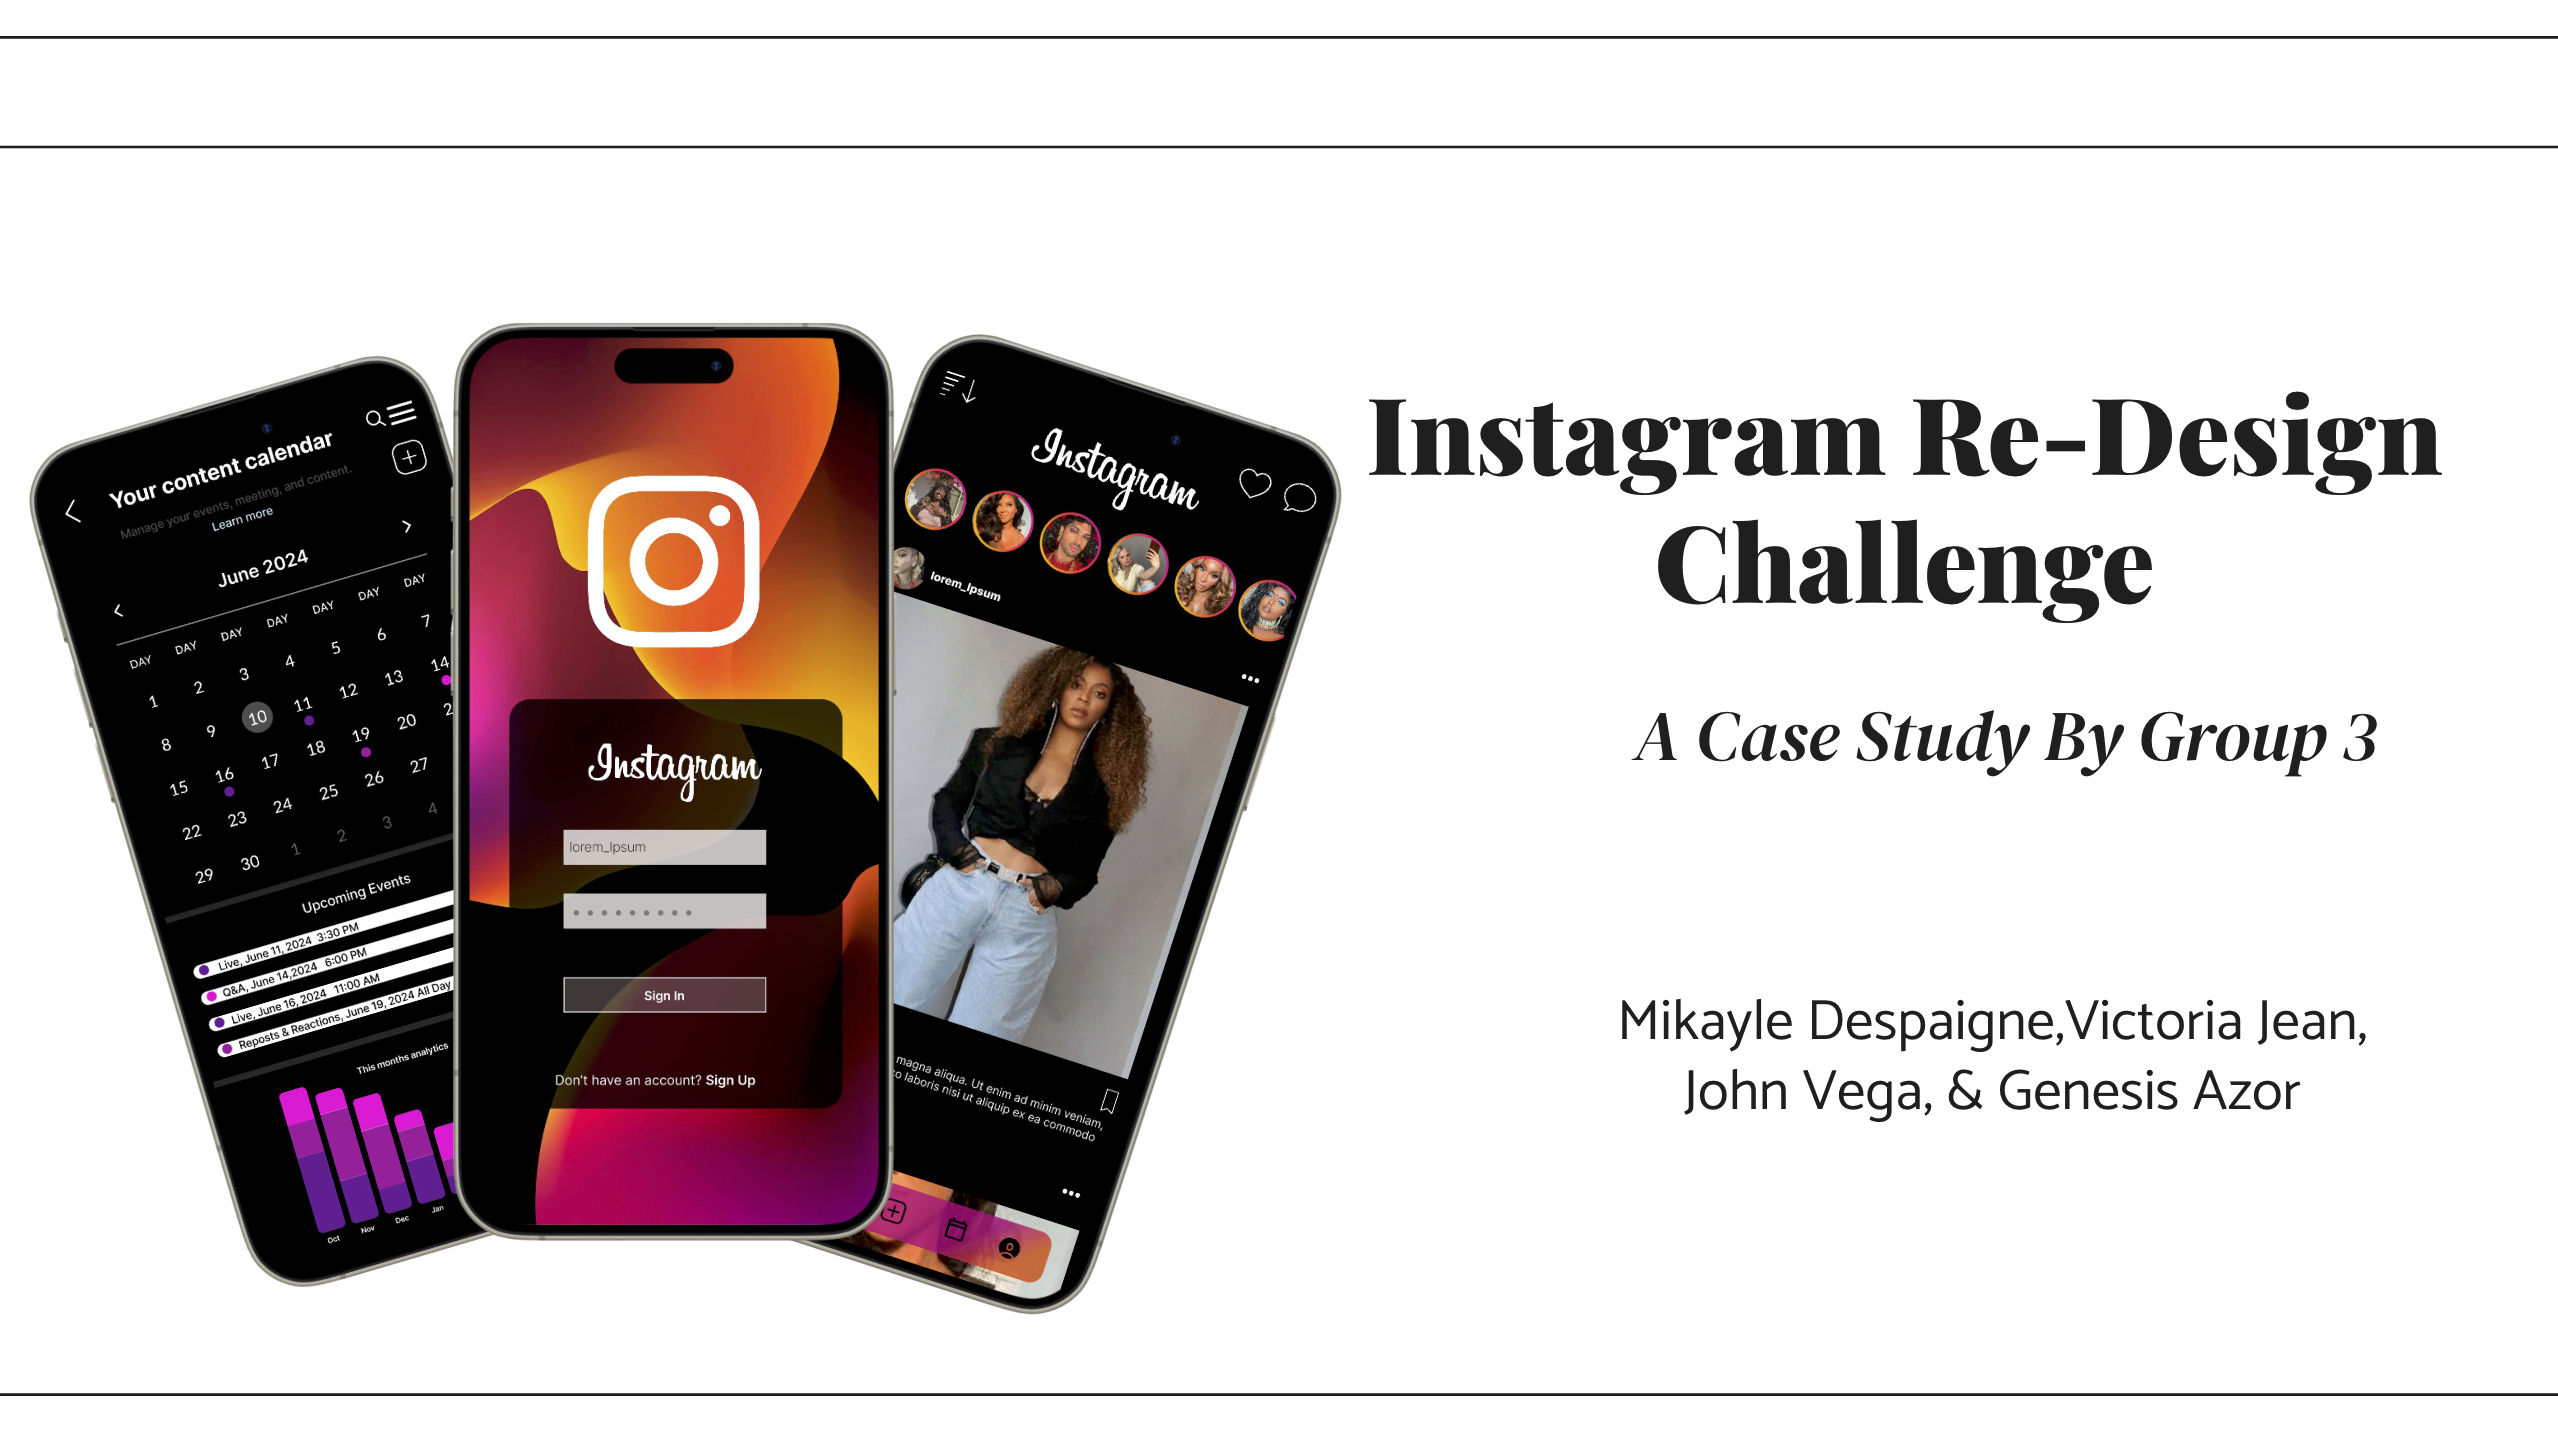 Instagram Re-Design
Challenge
A Case Study By Group 3
Mikayle Despaigne,Victoria Jean,
John Vega, & Genesis Azor
Your content calendar
Manage your events, meeting, and content.
Learn more
June 2024
DAY DAY DAY DAY DAY DAY DAY
1 2 3 4 5 6 7
8 9 10 11 12 13 14
15 16 17 18 19 20
22 23 24 25 26 27
29 30 1 2 3 4
Upcoming Events
Live, June 11, 2024 3:30 PM
Q&A, June 14,2024 6:00 PM
Live, June 16, 2024 11:00 AM
Reposts & Reactions, June 19, 2024 All Day
This months analytics
Oct Nov Dec Jan
Instagram
lorem_Ipsum
Sign In
Don't have an account? Sign Up
Instagram
lorem_Ipsum
magna aliqua. Ut enim ad minim veniam,
co laboris nisi ut aliquip ex ea commodo